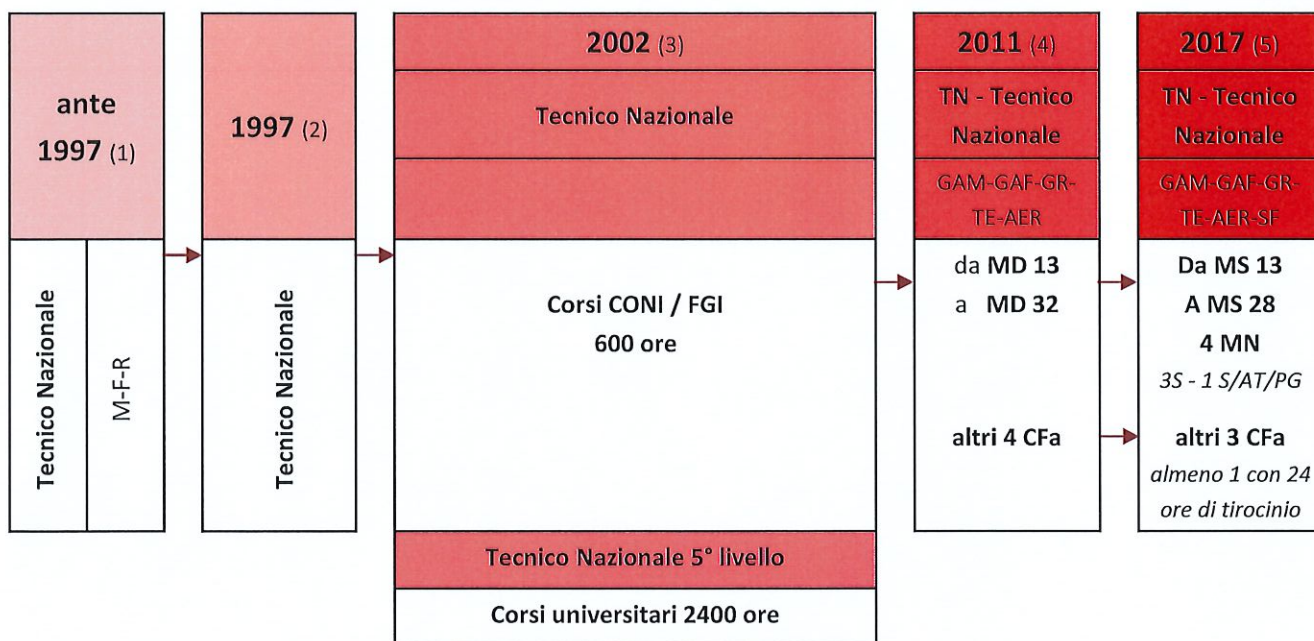 ante
1997 (1)
Tecnico Nazionale
M-F-R
1997 (2)
Tecnico Nazionale
2002 (3)
Tecnico Nazionale
Corsi CONI / FGI
600 ore
Tecnico Nazionale 5° livello
Corsi universitari 2400 ore
2011 (4)
TN - Tecnico
Nazionale
GAM-GAF-GR-
TE-AER
da MD 13
a MD 32
altri 4 CFa
2017 (5)
TN - Tecnico
Nazionale
GAM-GAF-GR-
TE-AER-SF
Da MS 13
A MS 28
4 MN
3S - 1 S/AT/PG
altri 3 CFa
almeno 1 con 24
ore di tirocinio